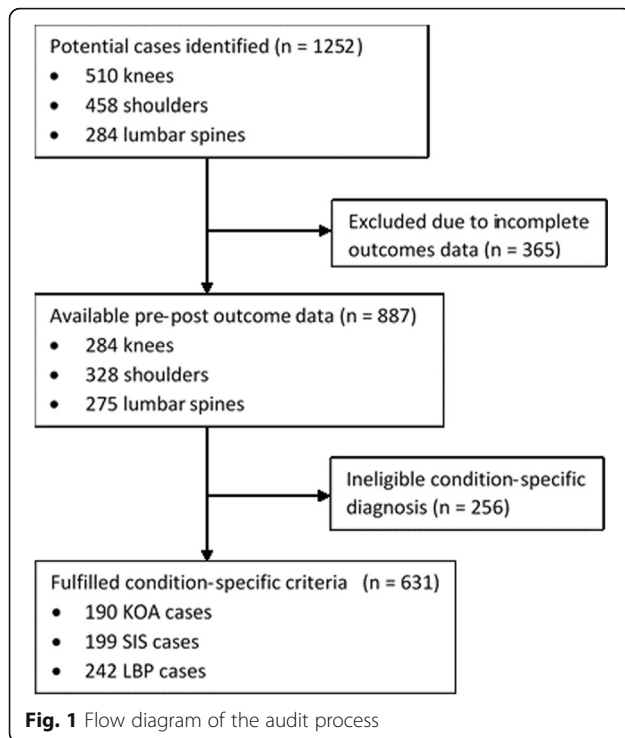 Potential cases identified (n = 1252)
• 510 knees
• 458 shoulders
• 284 lumbar spines
Excluded due to incomplete
outcomes data (n = 365)
Available pre-post outcome data (n = 887)
• 284 knees
• 328 shoulders
• 275 lumbar spines
Ineligible condition-specific
diagnosis (n = 256)
Fulfilled condition-specific criteria (n = 631)
• 190 KOA cases
• 199 SIS cases
• 242 LBP cases
Fig. 1 Flow diagram of the audit process